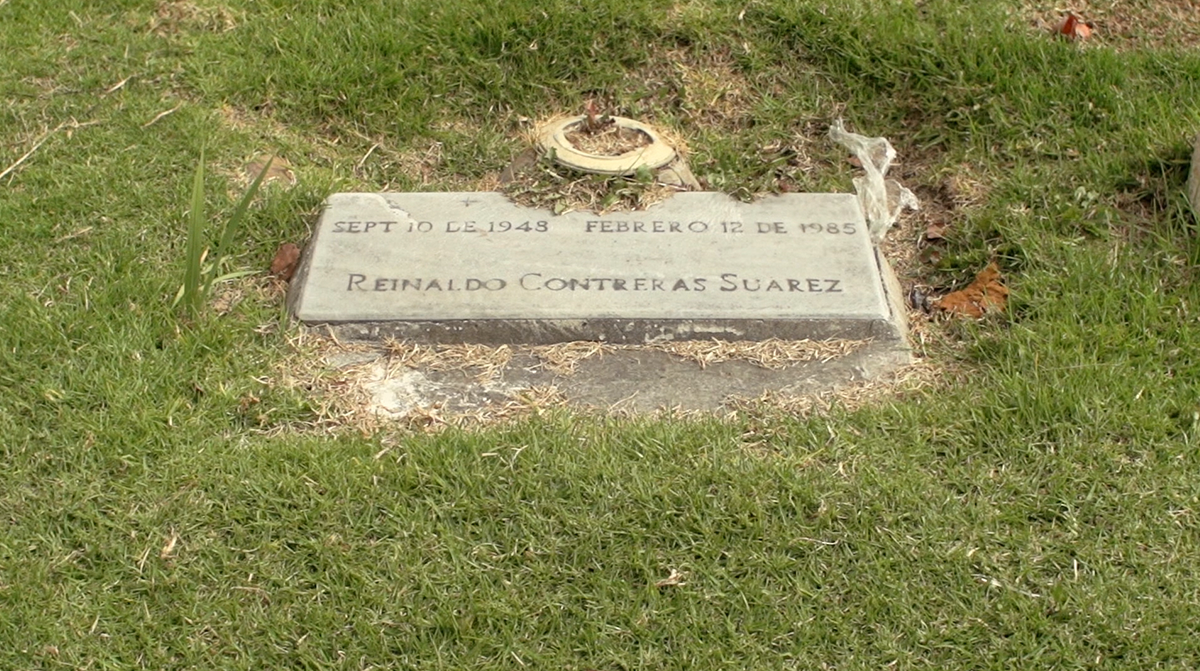 SEPT 10 DE 1948 FEBRERO 12 DE 1985
REINALDO CONTRERAS SUAREZ